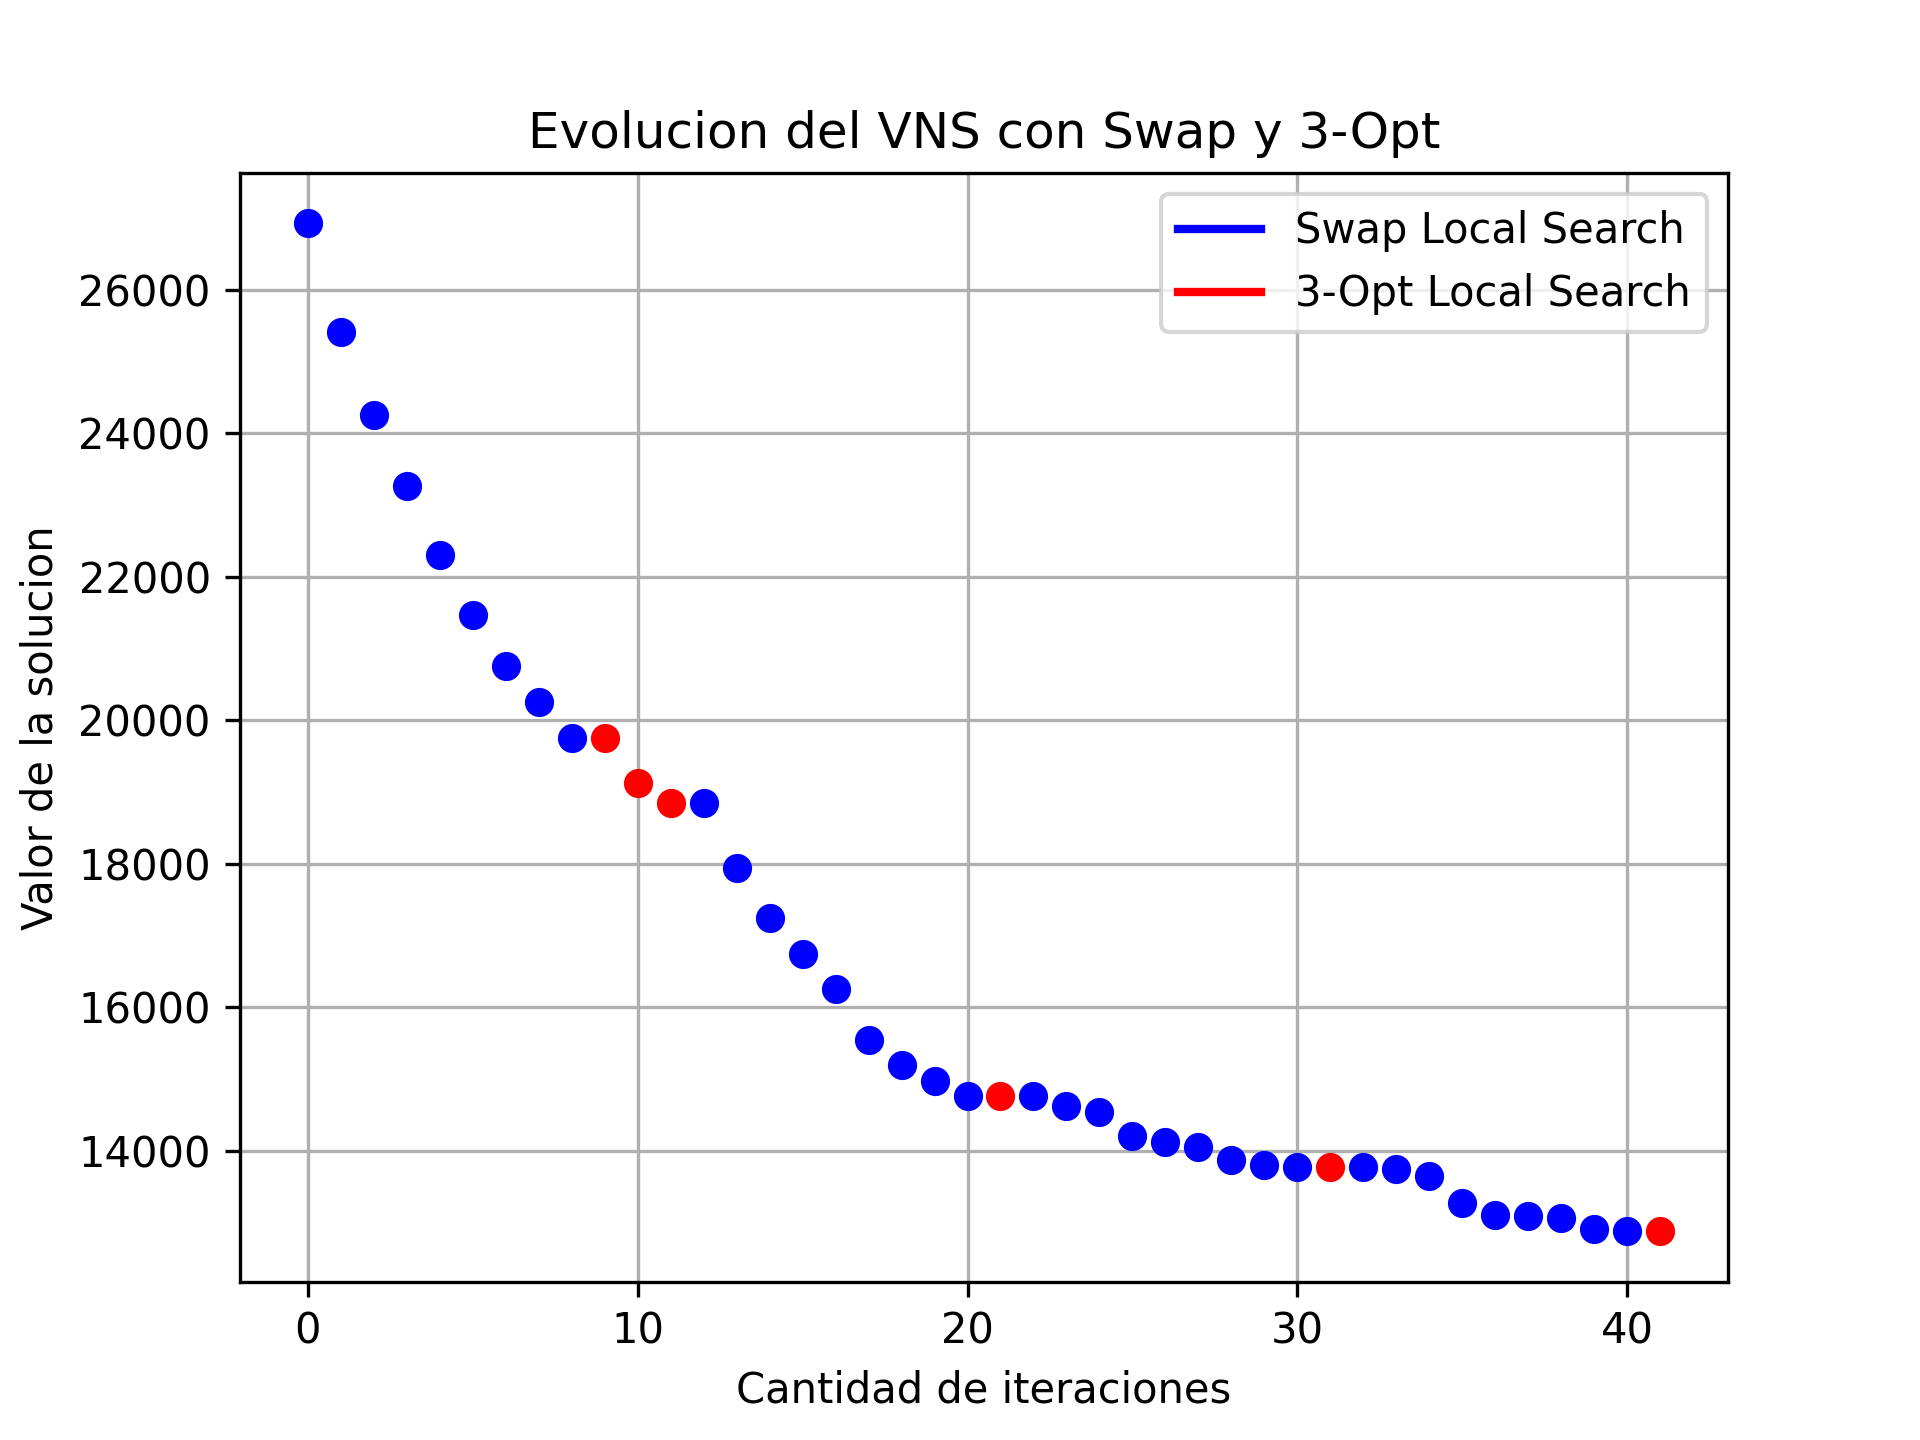 Evolucion del VNS con Swap y 3-Opt
Swap Local Search
3-Opt Local Search
Valor de la solucion
26000
24000
22000
20000
18000
16000
14000
0 10 20 30 40
Cantidad de iteraciones